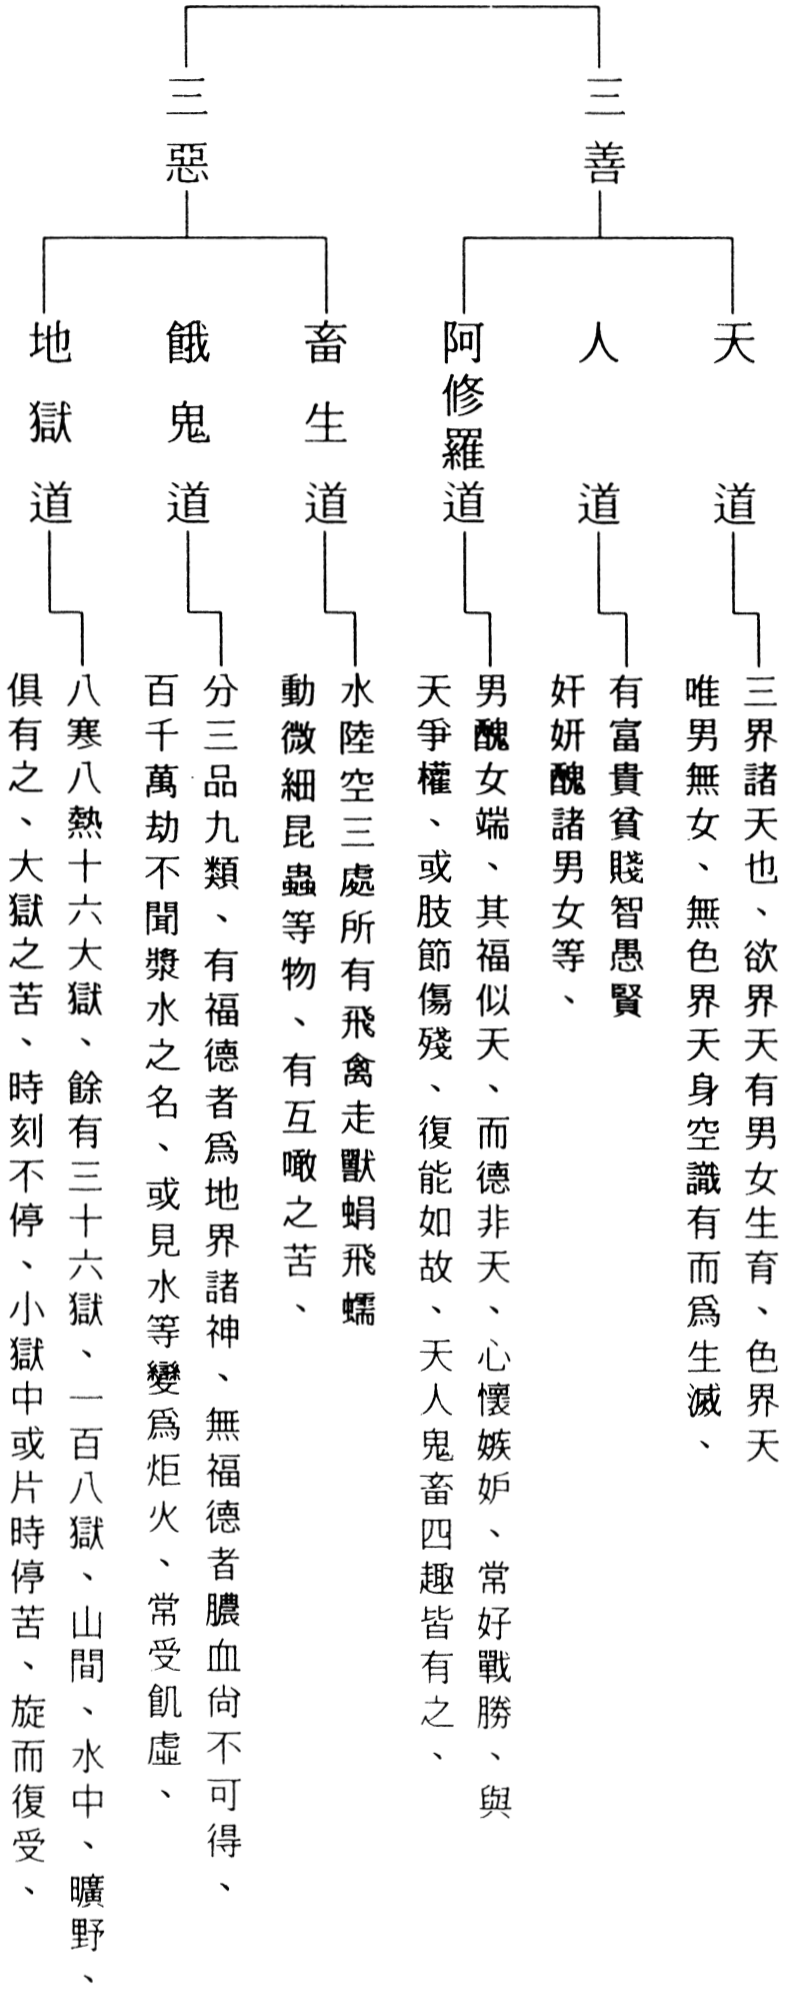 三善
三惡
天道
人道
阿修羅道
畜生道
餓鬼道
地獄道
三界諸天也、欲界天有男女生育、色界天
唯男無女、無色界天身空識有而爲生滅、
有富貴貧賤智愚賢
奸妍醜諸男女等、
男醜女端、其福似天、而德非天、心懷嫉妒、常好戰勝、與
天爭權、或肢節傷殘、復能如故、天人鬼畜四趣皆有之、
水陸空三處所有飛禽走獸蜎飛蠕
動微細昆蟲等物、有互噉之苦、
分三品九類、有福德者爲地界諸神、無福德者膿血尙不可得、
百千萬劫不聞漿水之名、或見水等變爲炬火、常受飢虛、
八寒八熱十六大獄、餘有三十六獄、一百八獄、山間、水中、曠野、
俱有之、大獄之苦、時刻不停、小獄中或片時停苦、旋而復受、